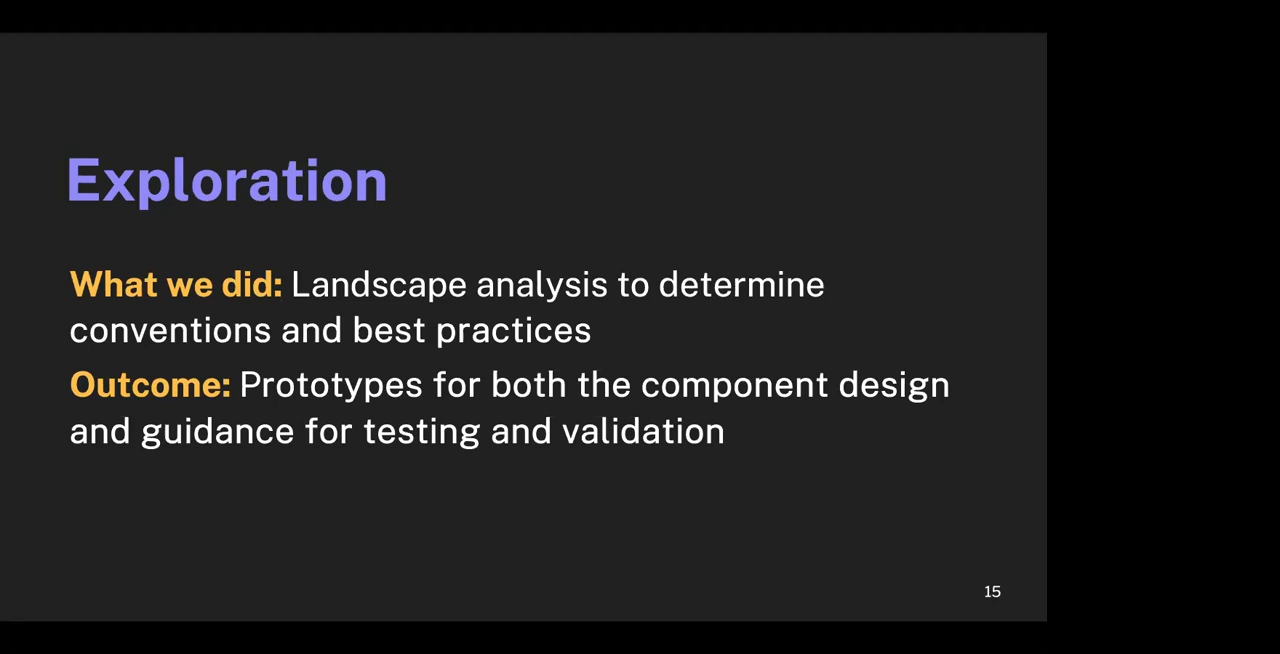 Exploration
What we did: Landscape analysis to determine
conventions and best practices
Outcome: Prototypes for both the component design
and guidance for testing and validation
15